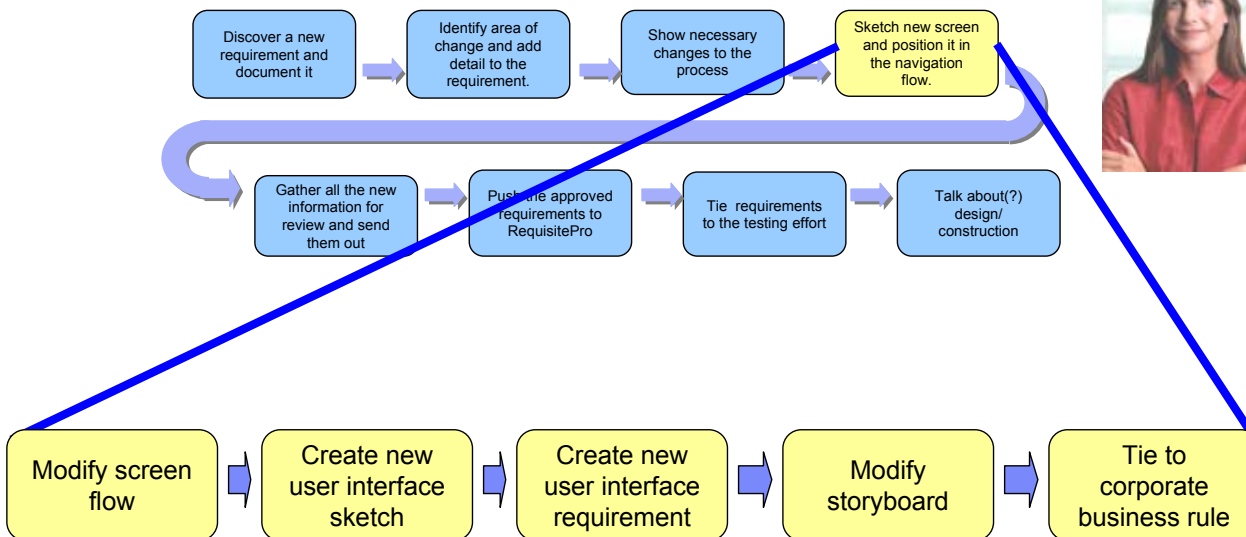 Discover a new
requirement and
document it
Identify area of
change and add
detail to the
requirement.
Show necessary
changes to the
process
Sketch new screen
and position it in
the navigation
flow.
Gather all the new
information for
review and send
them out
Push the approved
requirements to
RequisitePro
Tie requirements
to the testing effort
Talk about(?)
design/
construction
Modify screen
flow
Create new
user interface
sketch
Create new
user interface
requirement
Modify
storyboard
Tie to
corporate
business rule